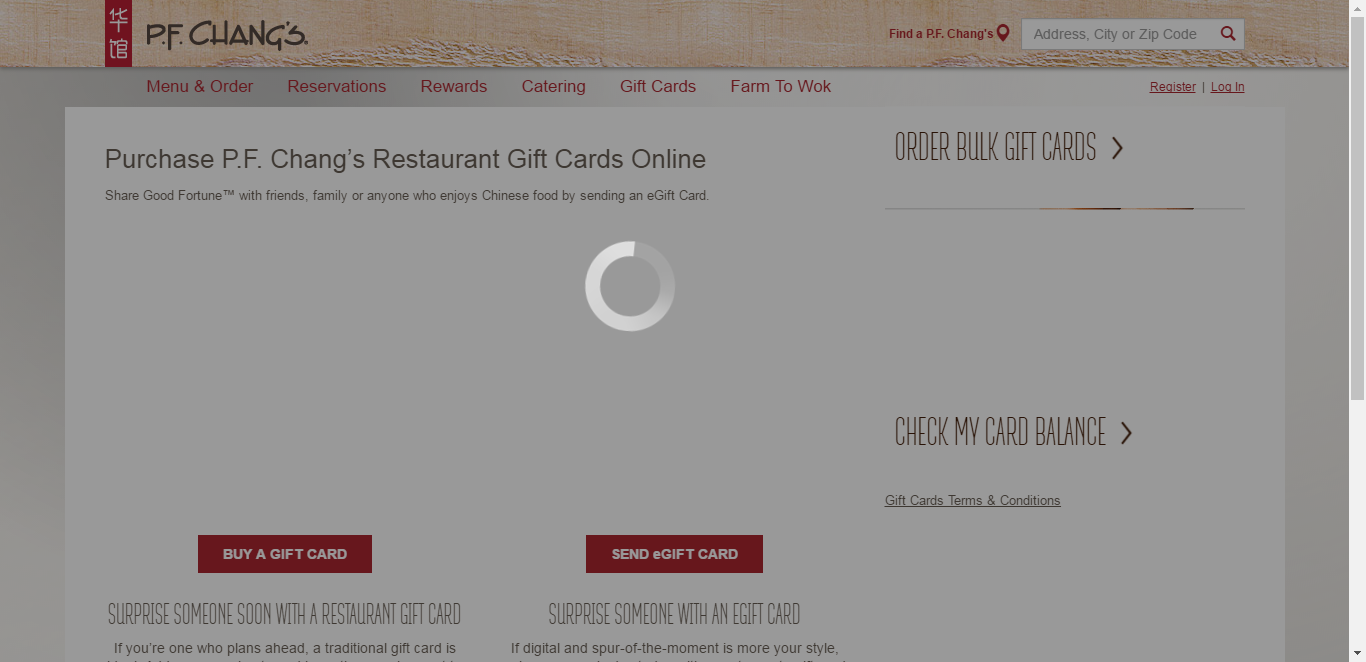 华
馆
P.F. CHANG'S.
Find a P.F. Chang's
Address, City or Zip Code
Menu & Order
Reservations
Rewards
Catering
Gift Cards
Farm To Wok
Register | Log In
Purchase P.F. Chang’s Restaurant Gift Cards Online
Share Good Fortune™ with friends, family or anyone who enjoys Chinese food by sending an eGift Card.
ORDER BULK GIFT CARDS
CHECK MY CARD BALANCE
Gift Cards Terms & Conditions
BUY A GIFT CARD
SURPRISE SOMEONE SOON WITH A RESTAURANT GIFT CARD
If you’re one who plans ahead, a traditional gift card is
SEND eGIFT CARD
SURPRISE SOMEONE WITH AN EGIFT CARD
If digital and spur-of-the-moment is more your style,